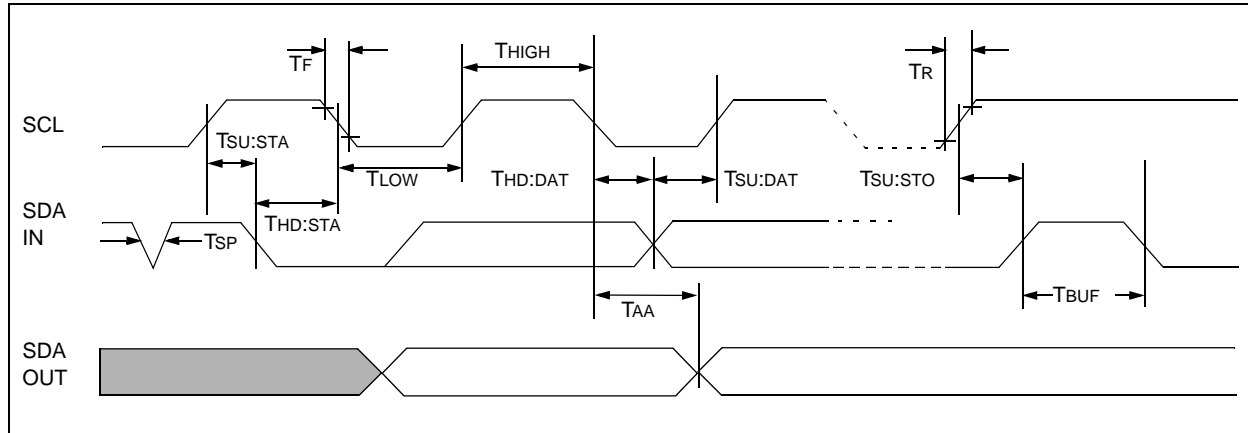 TF
THIGH
TR
SCL
TSU:STA
TLOW
THD:DAT
TSU:DAT
TSU:STO
SDA
IN
TSP
THD:STA
TBUF
TAA
SDA
OUT